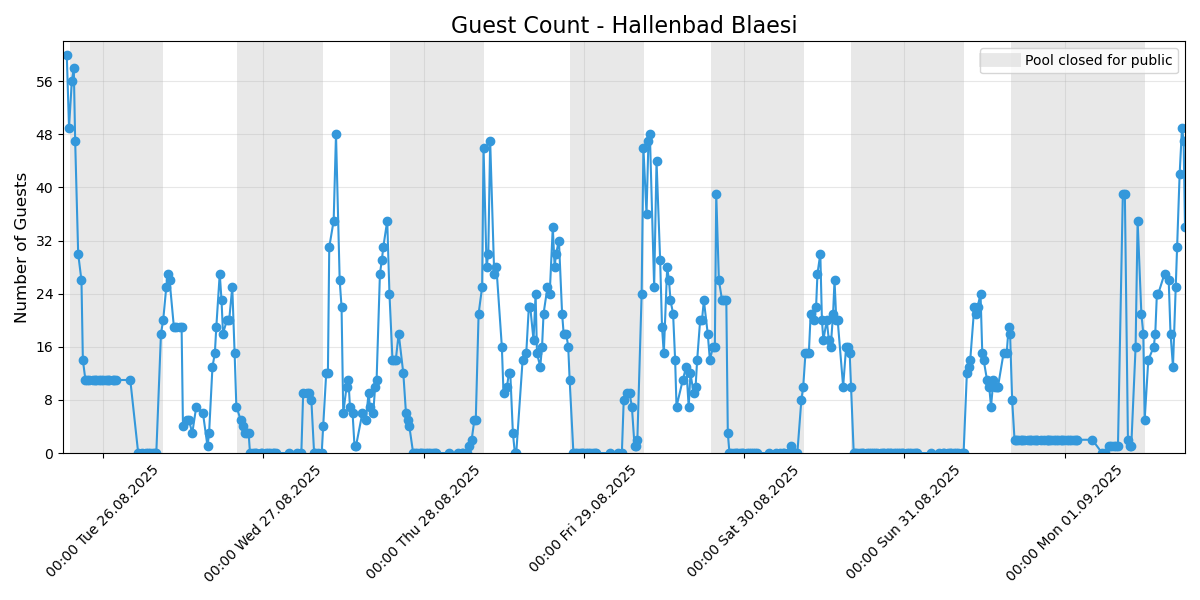 Guest Count - Hallenbad Blaesi
Pool closed for public
Number of Guests
56
48
40
32
24
16
8
0
00:00 Tue 26.08.2025
00:00 Wed 27.08.2025
00:00 Thu 28.08.2025
00:00 Fri 29.08.2025
00:00 Sat 30.08.2025
00:00 Sun 31.08.2025
00:00 Mon 01.09.2025